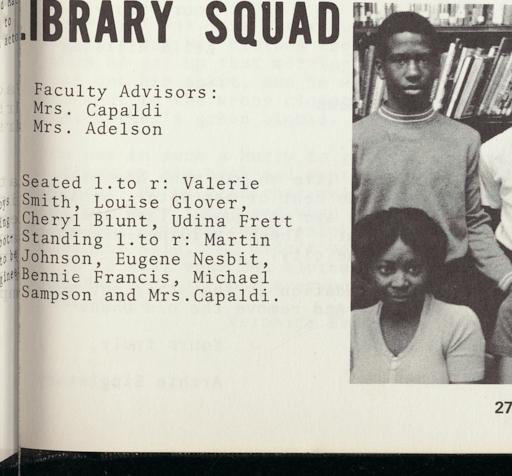 LIBRARY SQUAD
Faculty Advisors:
Mrs. Capaldi
Mrs. Adelson
Seated l.to r: Valerie
Smith, Louise Glover,
Cheryl Blunt, Udina Frett
Standing l.to r: Martin
Johnson, Eugene Nesbit,
Bennie Francis, Michael
Sampson and Mrs.Capaldi.
27